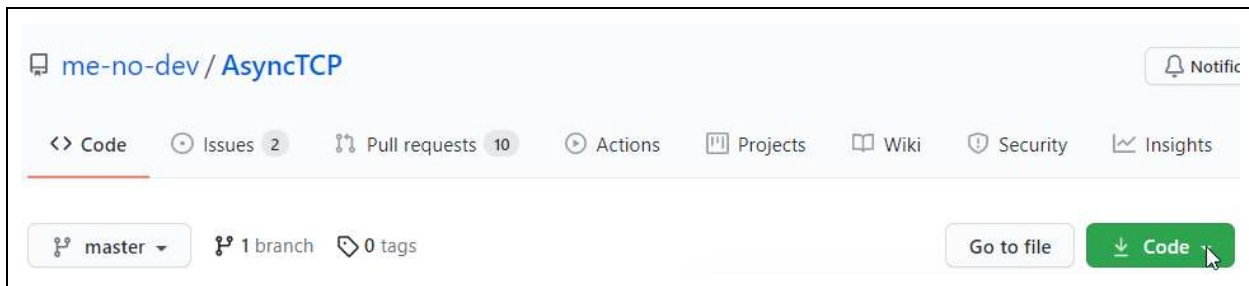 me-no-dev / AsyncTCP
Notific
<> Code Issues 2 Pull requests 10 Actions Projects Wiki Security Insights
master 1 branch 0 tags Go to file Code